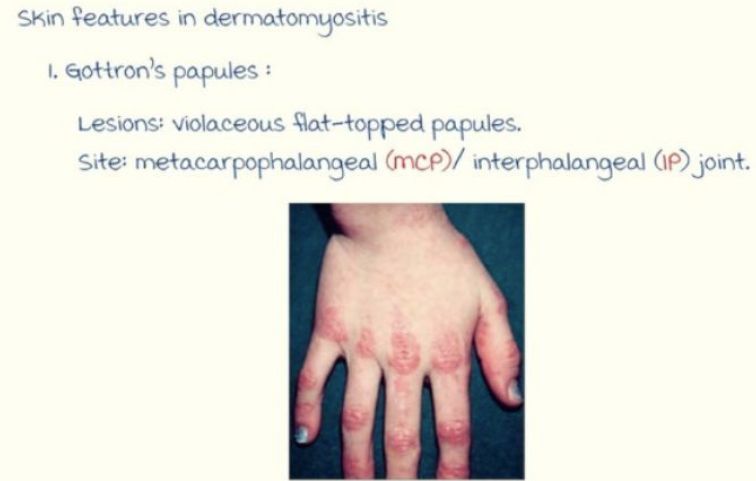 Skin features in dermatomyositis
1. Gottron's papules :
Lesions: violaceous flat-topped papules.
Site: metacarpophalangeal (MCP)/ interphalangeal (IP) joint.